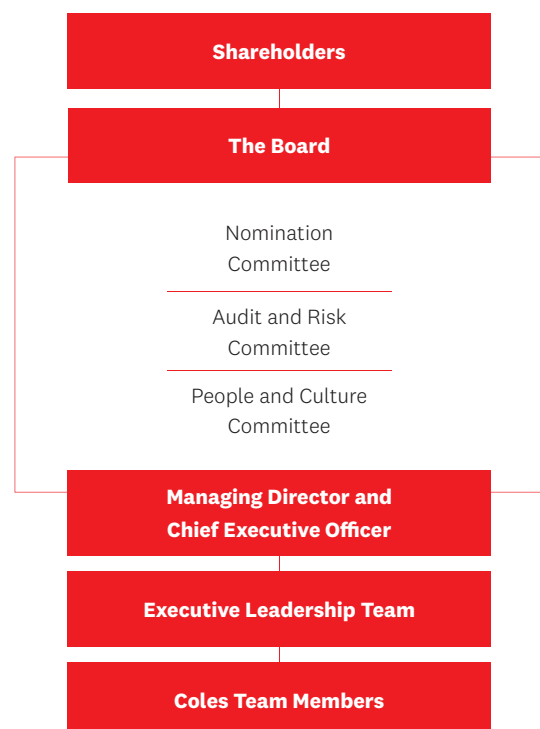 Shareholders
The Board
Nomination
Committee
Audit and Risk
Committee
People and Culture
Committee
Managing Director and
Chief Executive Officer
Executive Leadership Team
Coles Team Members